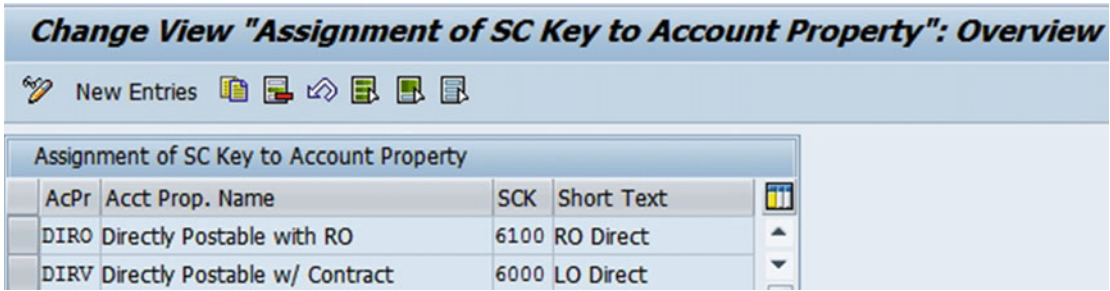 Change View "Assignment of SC Key to Account Property": Overview
New Entries
Assignment of SC Key to Account Property
AcPr Acct Prop. Name SCK Short Text
DIRO Directly Postable with RO 6100 RO Direct
DIRV Directly Postable w/ Contract 6000 LO Direct